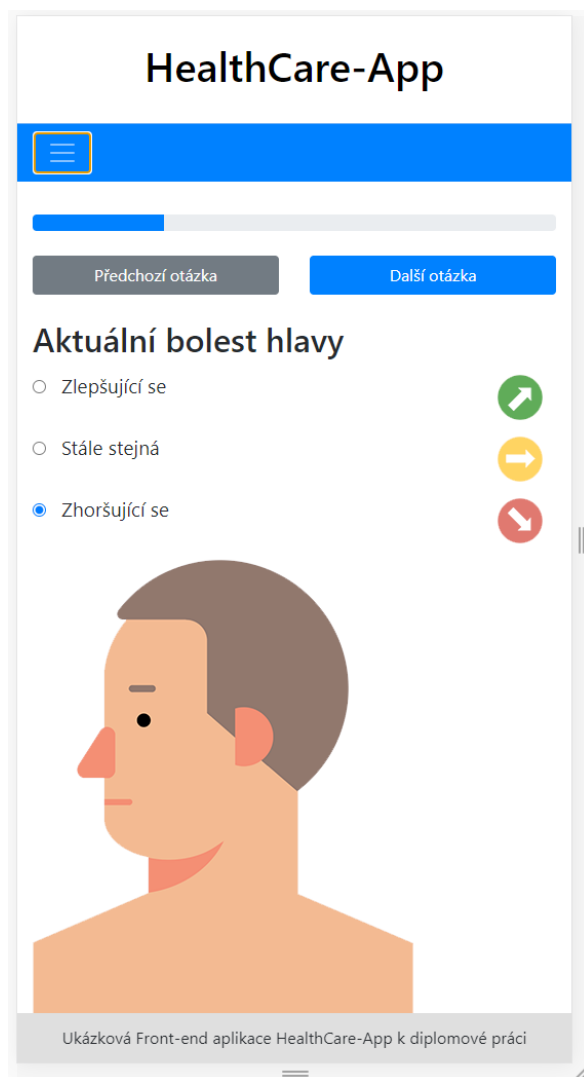 HealthCare-App
Předchozí otázka
Další otázka
Aktuální bolest hlavy
Zlepšující se
Stále stejná
Zhoršující se
Ukázková Front-end aplikace HealthCare-App k diplomové práci